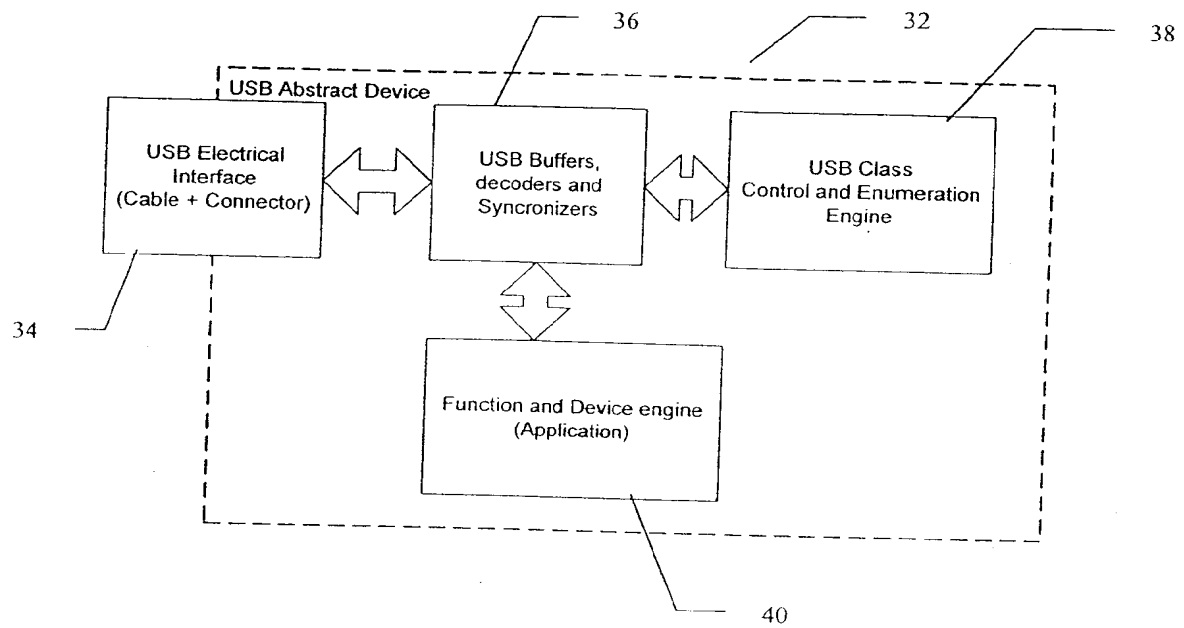 36
32
38
USB Abstract Device
USB Electrical
Interface
(Cable + Connector)
USB Buffers,
decoders and
Syncronizers
USB Class
Control and Enumeration
Engine
34
Function and Device engine
(Application)
40